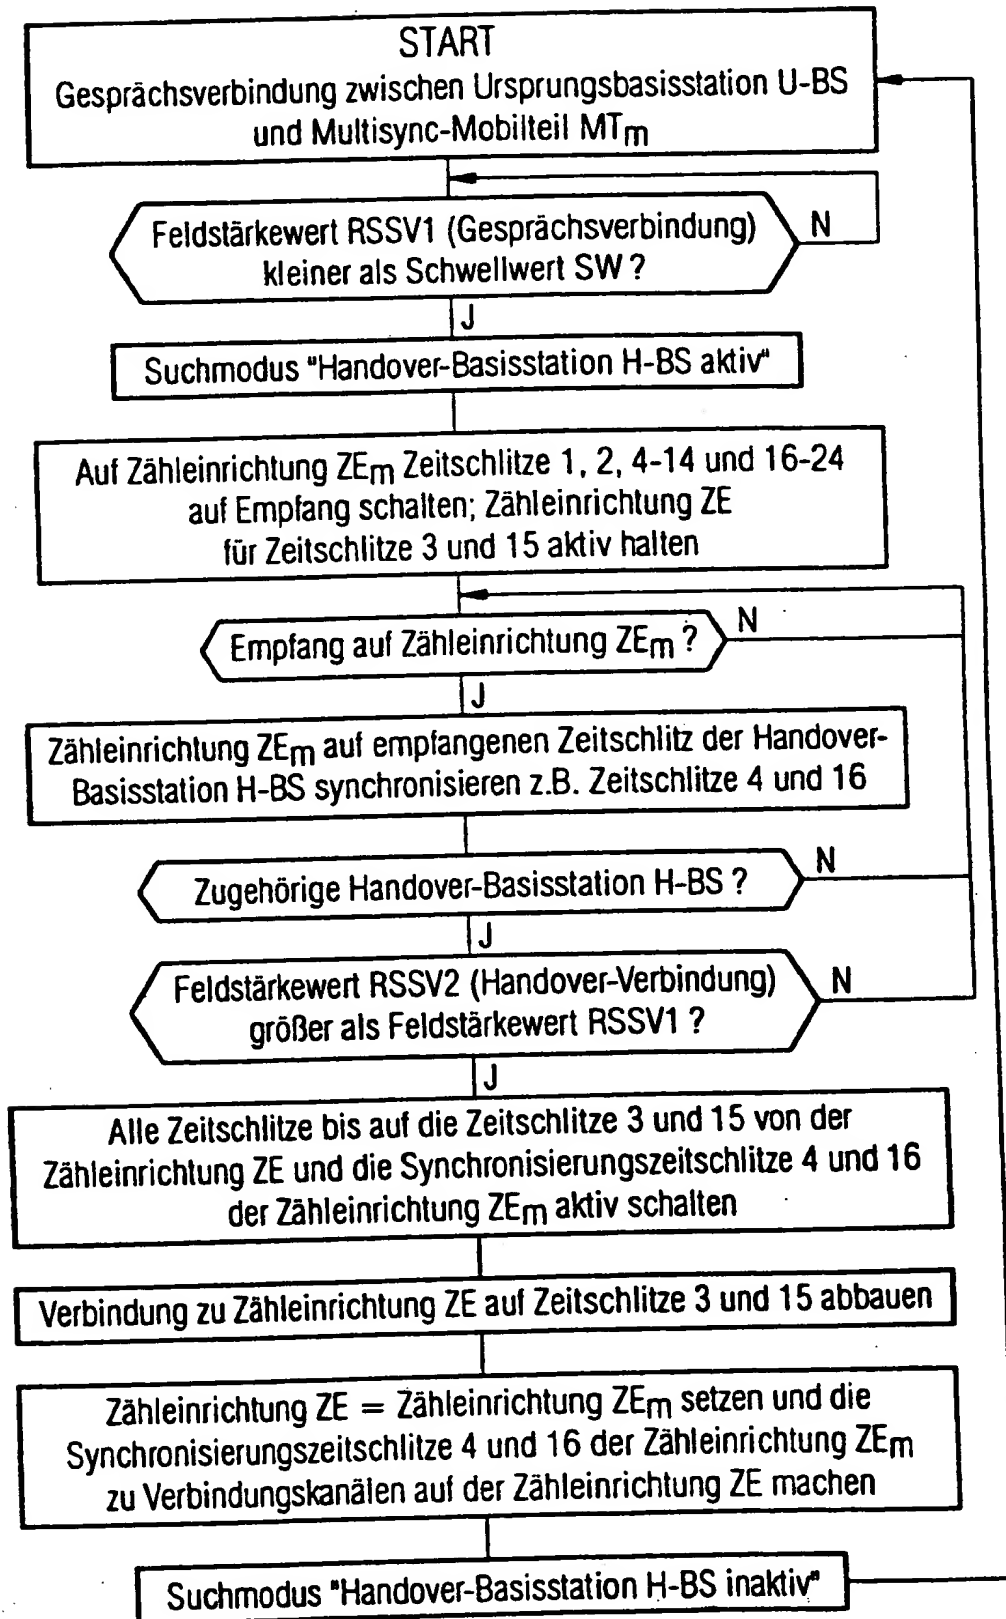 START
Gesprächsverbindung zwischen Ursprungsbasisstation U-BS
und Multisync-Mobilteil MTm
Feldstärkewert RSSV1 (Gesprächsverbindung)
kleiner als Schwellwert SW ?
N
J
Suchmodus "Handover-Basisstation H-BS aktiv"
Auf Zähleinrichtung ZEm Zeitschlitze 1, 2, 4-14 und 16-24
auf Empfang schalten; Zähleinrichtung ZE
für Zeitschlitze 3 und 15 aktiv halten
Empfang auf Zähleinrichtung ZEm ?
N
J
Zähleinrichtung ZEm auf empfangenen Zeitschlitz der Handover-
Basisstation H-BS synchronisieren z.B. Zeitschlitze 4 und 16
Zugehörige Handover-Basisstation H-BS ?
N
J
Feldstärkewert RSSV2 (Handover-Verbindung)
größer als Feldstärkewert RSSV1 ?
N
J
Alle Zeitschlitze bis auf die Zeitschlitze 3 und 15 von der
Zähleinrichtung ZE und die Synchronisierungszeitschlitze 4 und 16
der Zähleinrichtung ZEm aktiv schalten
Verbindung zu Zähleinrichtung ZE auf Zeitschlitze 3 und 15 abbauen
Zähleinrichtung ZE = Zähleinrichtung ZEm setzen und die
Synchronisierungszeitschlitze 4 und 16 der Zähleinrichtung ZEm
zu Verbindungskanälen auf der Zähleinrichtung ZE machen
Suchmodus "Handover-Basisstation H-BS inaktiv"